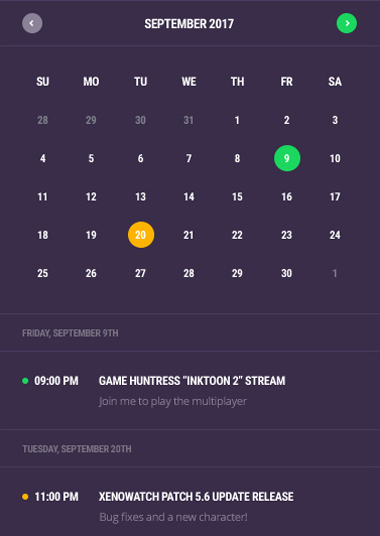 SEPTEMBER 2017
SU MO TU WE TH FR SA
28 29 30 31 1 2 3
4 5 6 7 8 9 10
11 12 13 14 15 16 17
18 19 20 21 22 23 24
25 26 27 28 29 30 1
FRIDAY, SEPTEMBER 9TH
09:00 PM GAME HUNTRESS "INKTOON 2" STREAM
Join me to play the multiplayer
TUESDAY, SEPTEMBER 20TH
11:00 PM XENOWATCH PATCH 5.6 UPDATE RELEASE
Bug fixes and a new character!